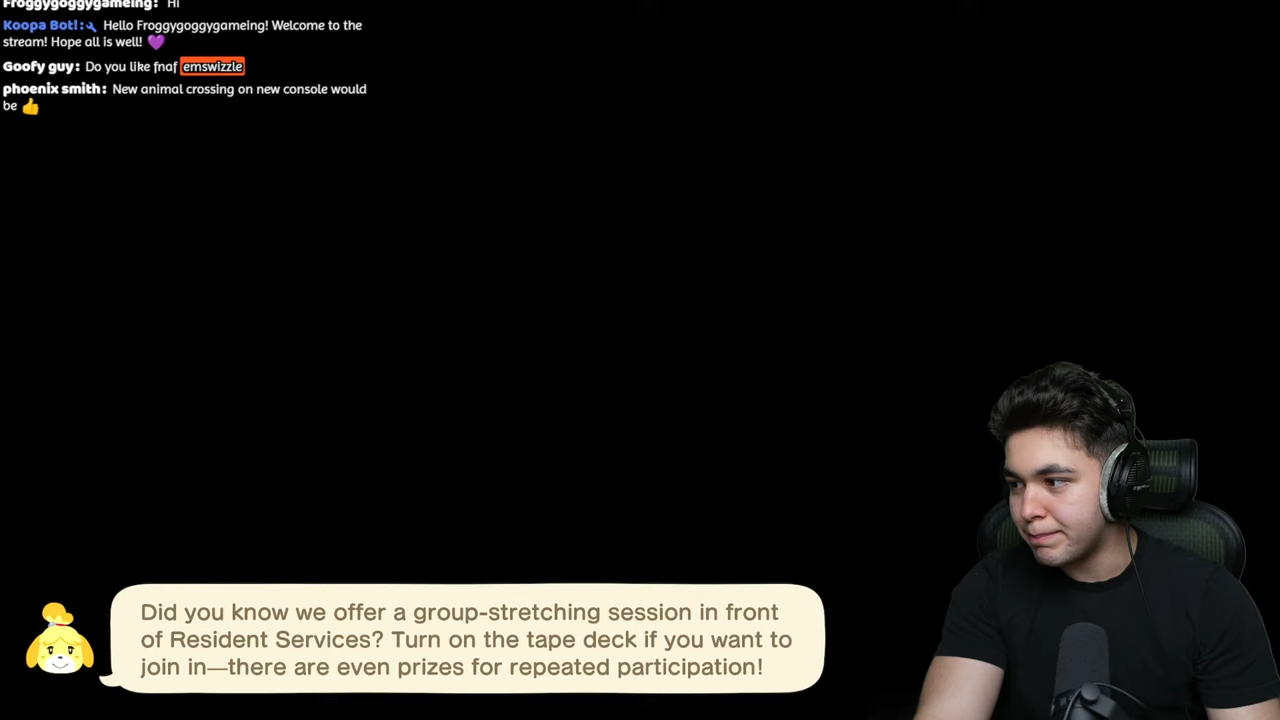 Froggygoggygameing: Hi
Koopa Bot!: Hello Froggygoggygameing! Welcome to the
stream! Hope all is well! 💜
Goofy guy: Do you like fnaf emswizzle
phoenix smith: New animal crossing on new console would
be 👍
Did you know we offer a group-stretching session in front
of Resident Services? Turn on the tape deck if you want to
join in—there are even prizes for repeated participation!